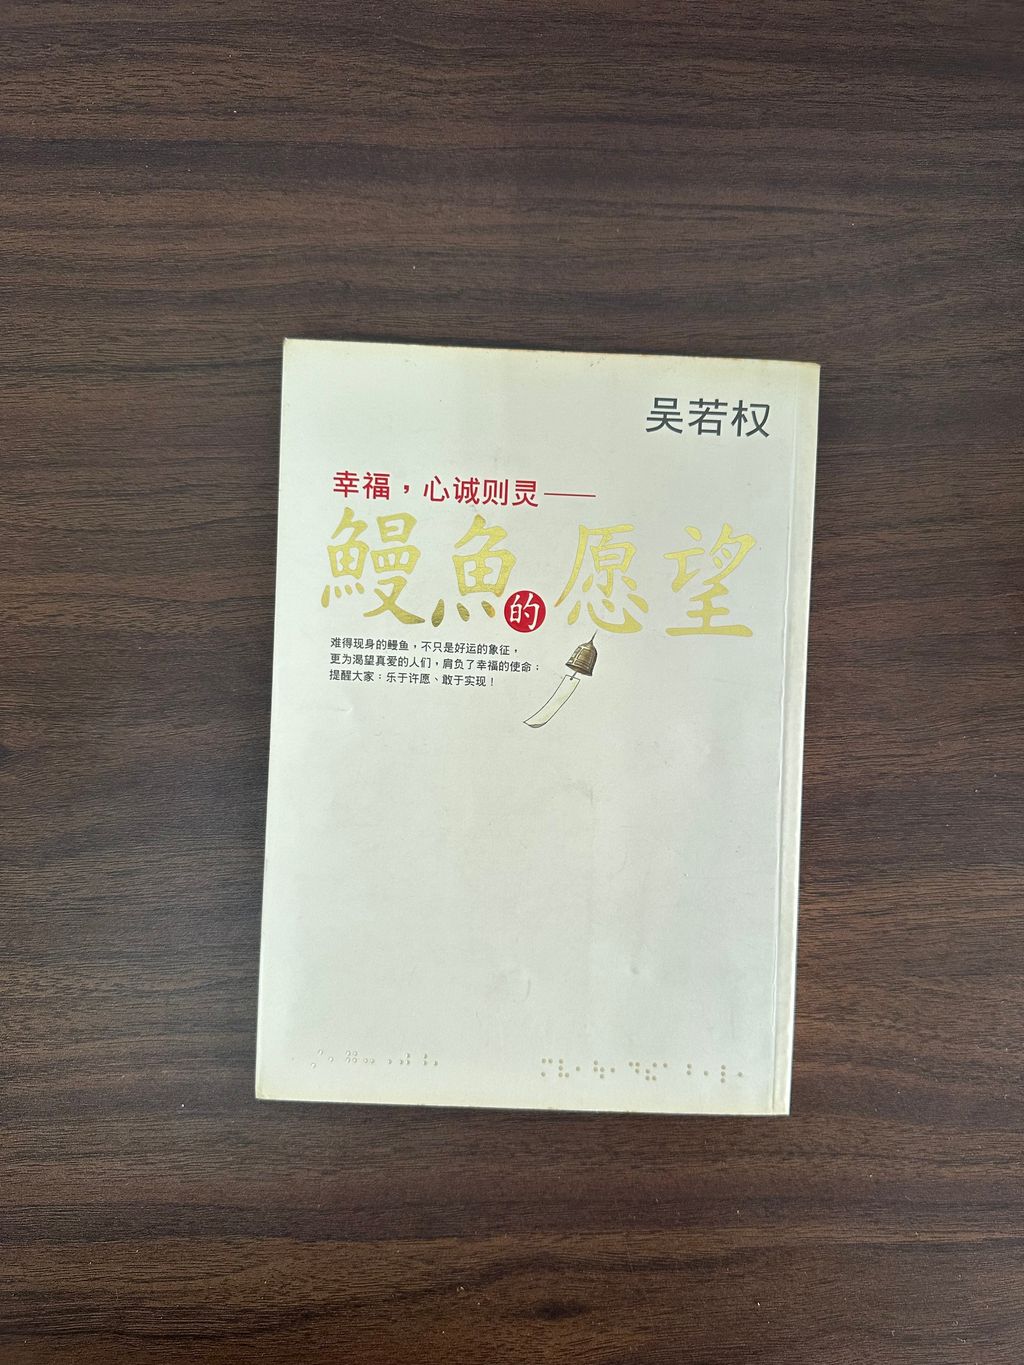 吴若权
幸福，心诚则灵——
鳗鱼的愿望
难得现身的鳗鱼，不只是好运的象征，
更为渴望真爱的人们，肩负了幸福的使命；
提醒大家：乐于许愿、敢于实现！